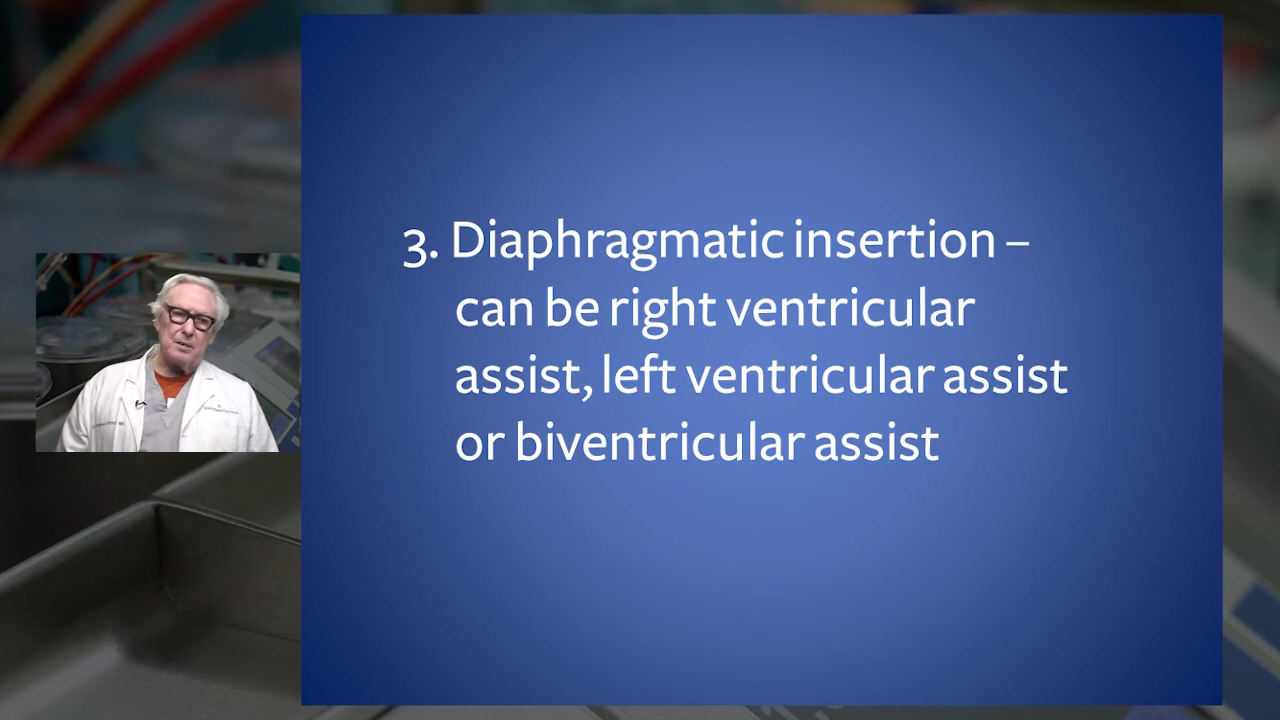 3. Diaphragmatic insertion –
can be right ventricular
assist, left ventricular assist
or biventricular assist